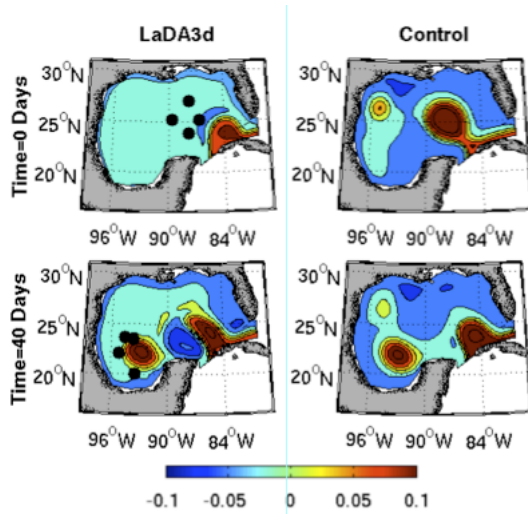 LaDA3d Control
Time=0 Days
30°N 30°N
25°N 25°N
20°N 20°N
96°W 90°W 84°W 96°W 90°W 84°W
Time=40 Days
30°N 30°N
25°N 25°N
20°N 20°N
96°W 90°W 84°W 96°W 90°W 84°W
-0.1 -0.05 0 0.05 0.1